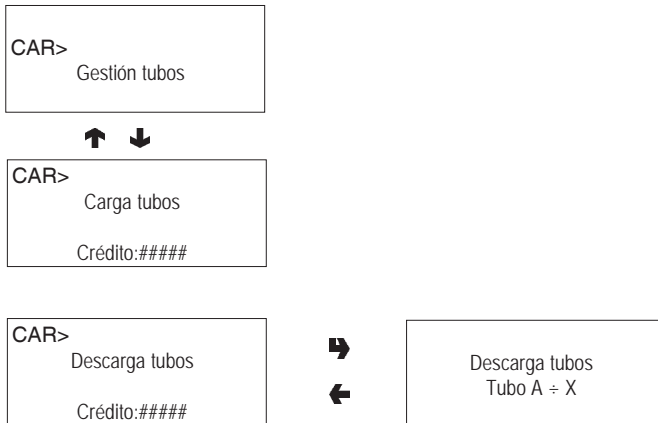 CAR>
Gestión tubos
CAR>
Carga tubos
Crédito:#####
CAR>
Descarga tubos
Crédito:#####
Descarga tubos
Tubo A ÷ X